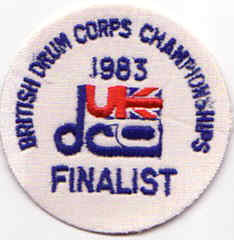 BRITISH DRUM CORPS CHAMPIONSHIPS
1983
UK
dca
FINALIST